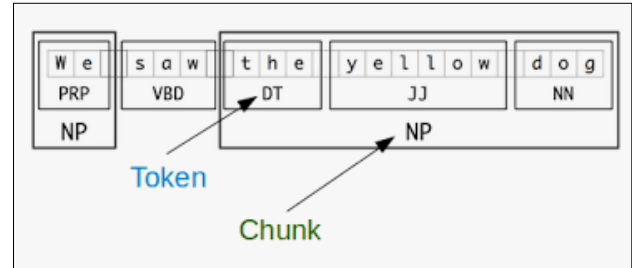 We saw the yellow dog
PRP VBD DT JJ NN
NP NP
Token
Chunk